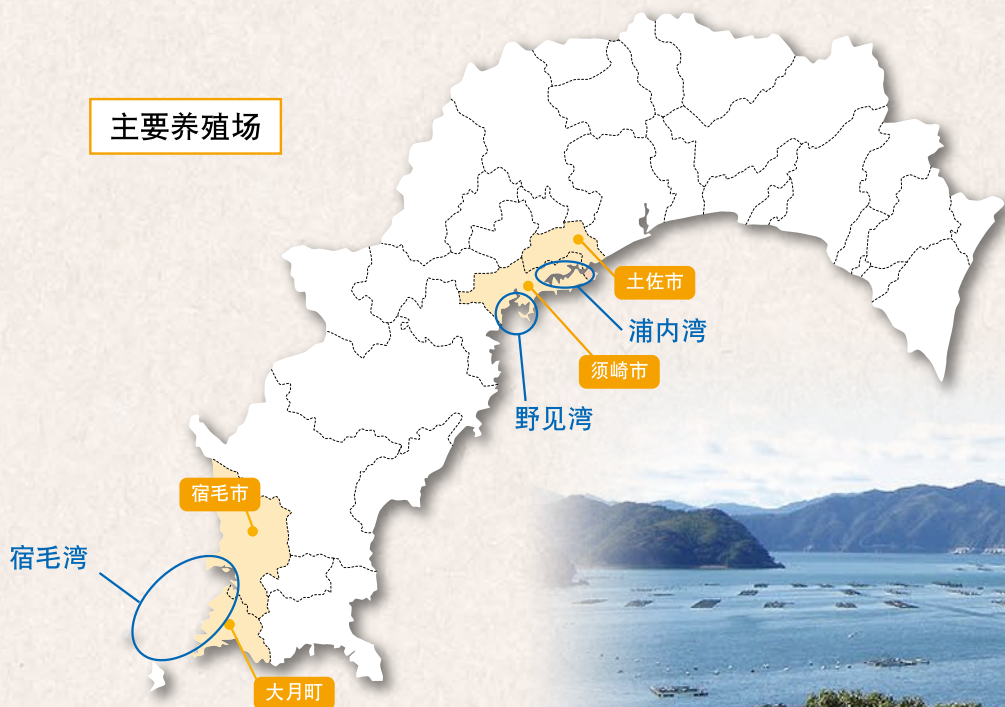 主要养殖场
土佐市
浦内湾
须崎市
野见湾
宿毛市
宿毛湾
大月町